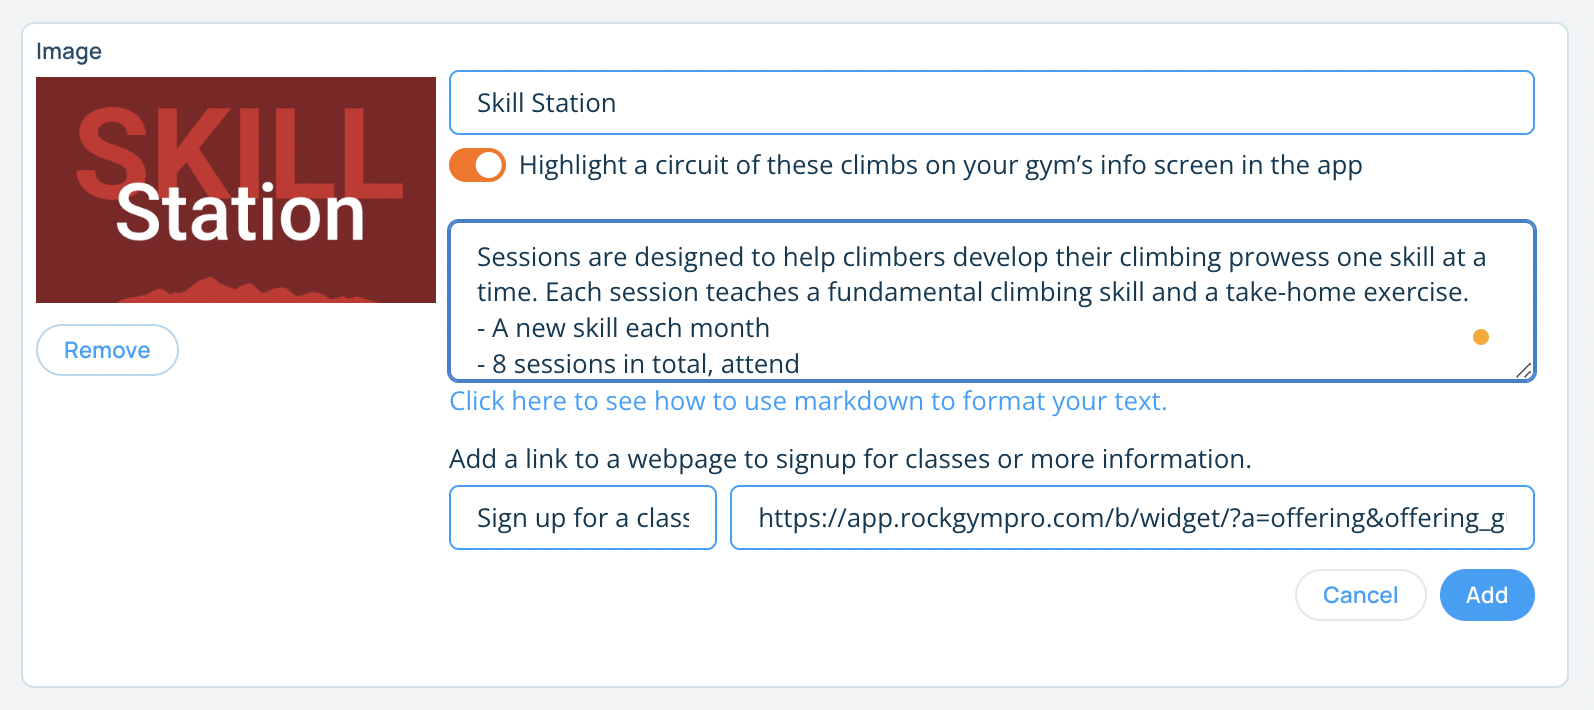 Image
SKILL
Station
Remove
Skill Station
Highlight a circuit of these climbs on your gym’s info screen in the app
Sessions are designed to help climbers develop their climbing prowess one skill at a
time. Each session teaches a fundamental climbing skill and a take-home exercise.
- A new skill each month
- 8 sessions in total, attend
Click here to see how to use markdown to format your text.
Add a link to a webpage to signup for classes or more information.
Sign up for a class
https://app.rockgympro.com/b/widget/?a=offering&offering_g
Cancel
Add